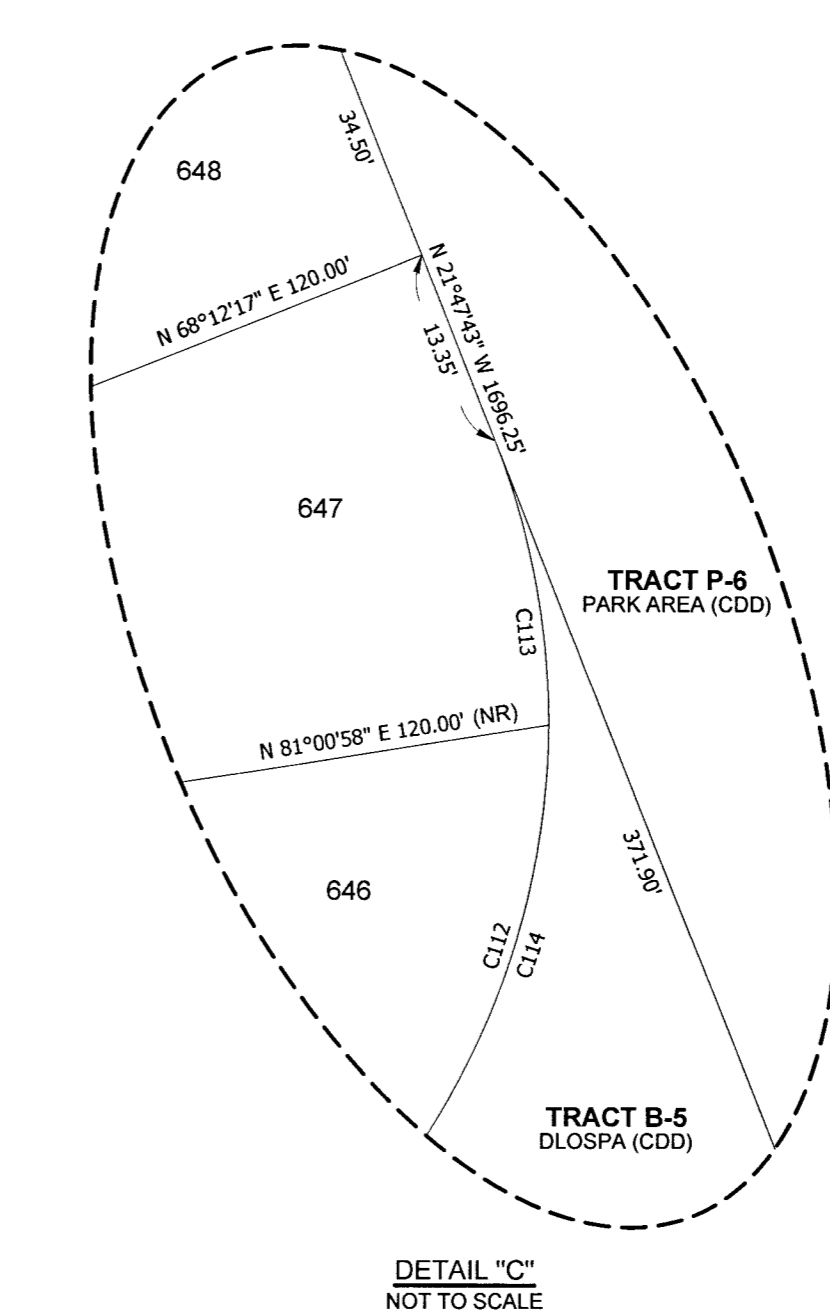 648
34.50'
N 68°12'17" E 120.00'
N 21°47'43" W 1696.25'
13.35'
647
TRACT P-6
PARK AREA (CDD)
C113
N 81°00'58" E 120.00' (NR)
371.90'
646
C112
C114
TRACT B-5
DLOSPA (CDD)
DETAIL "C"
NOT TO SCALE